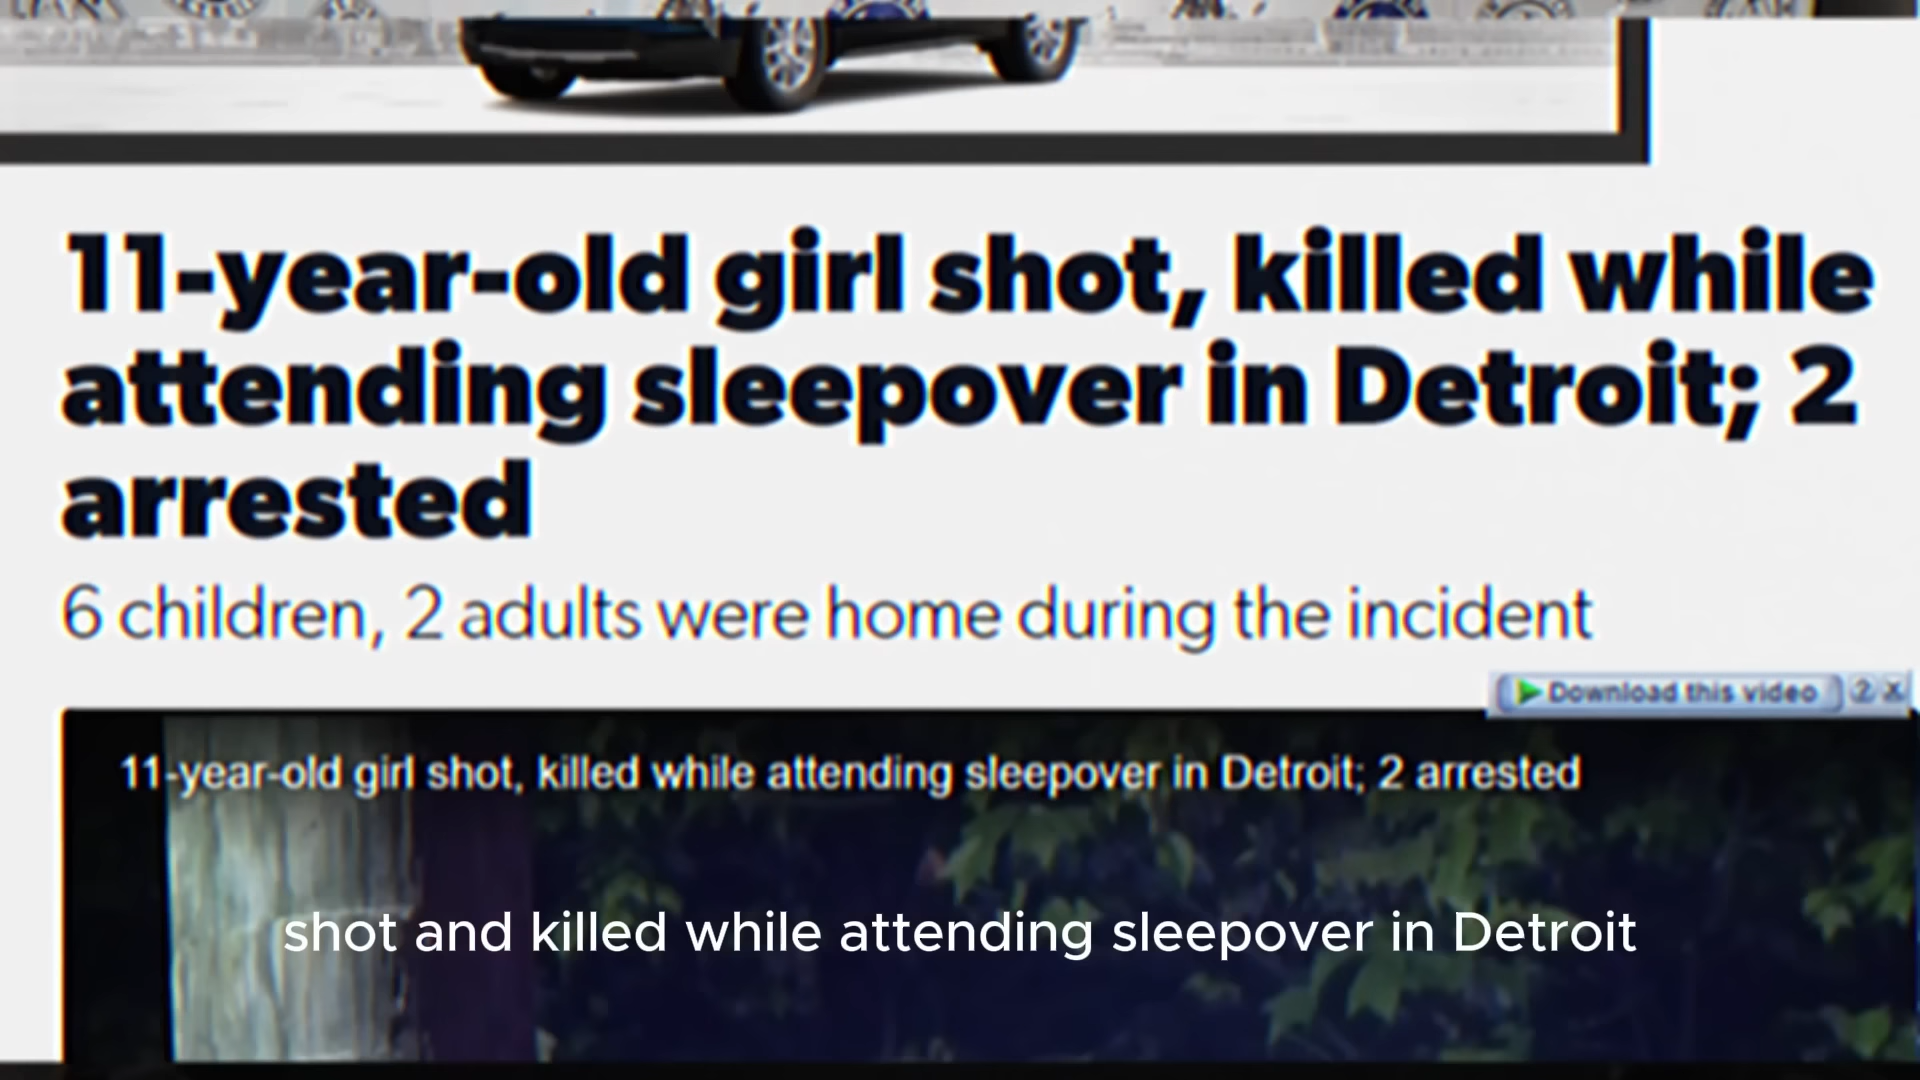 11-year-old girl shot, killed while
attending sleepover in Detroit; 2
arrested
6 children, 2 adults were home during the incident
Download this video ? X
11-year-old girl shot, killed while attending sleepover in Detroit; 2 arrested
shot and killed while attending sleepover in Detroit